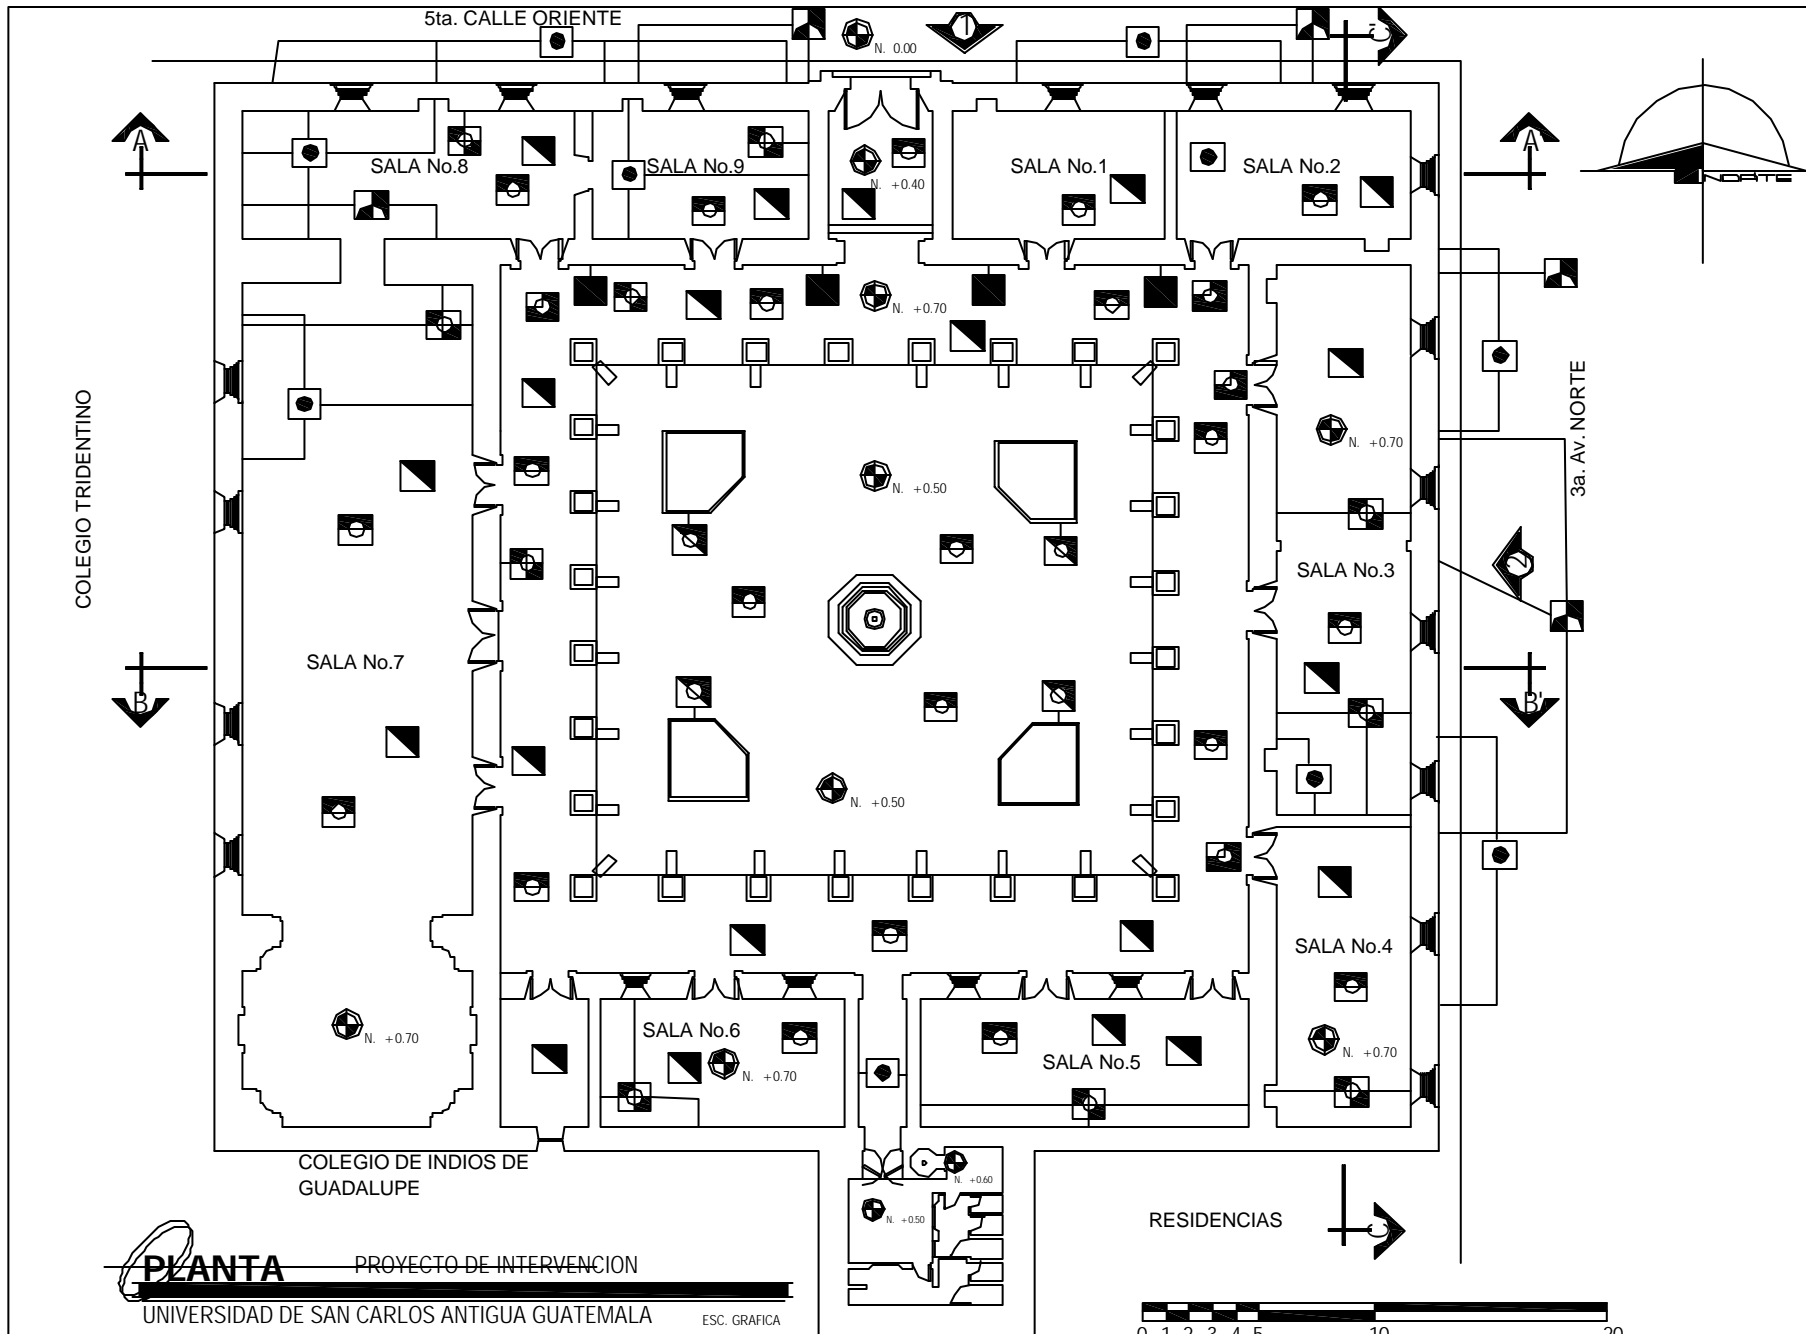 5ta. CALLE ORIENTE
N. 0.00
1
C'
A
A'
NORTE
SALA No.8
SALA No.9
N. +0.40
SALA No.1
SALA No.2
N. +0.70
COLEGIO TRIDENTINO
3a. Av. NORTE
N. +0.70
N. +0.50
2
SALA No.3
SALA No.7
B
B'
N. +0.50
SALA No.4
N. +0.70
SALA No.6
N. +0.70
SALA No.5
N. +0.70
COLEGIO DE INDIOS DE
GUADALUPE
N. +0.60
N. +0.50
RESIDENCIAS
C
PLANTA PROYECTO DE INTERVENCION
UNIVERSIDAD DE SAN CARLOS ANTIGUA GUATEMALA
ESC. GRAFICA
0 1 2 3 4 5 10 20